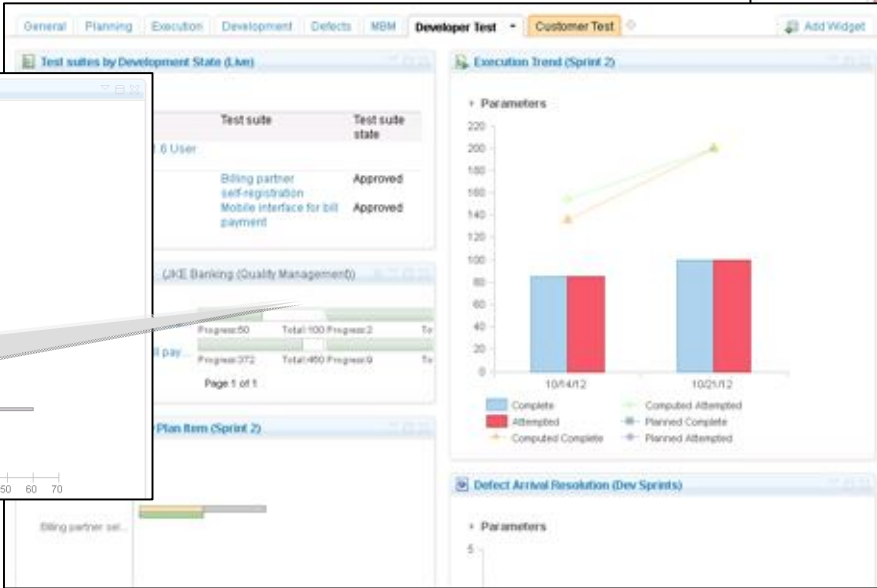 General Planning Execution Development Defects MBM Developer Test Customer Test Add Widget
Test suites by Development State (Live)
Test suite Test suite state
6 User
Billing partner self-registration Approved
Mobile interface for bill payment Approved
(JKE Banking (Quality Management))
Progress:50 Total:100 Progress:2 To
ll pay... Progress:372 Total:460 Progress:9 To
Page 1 of 1
Plan Item (Sprint 2)
50 60 70
Billing partner sel...
Execution Trend (Sprint 2)
Parameters
220
200
180
160
140
120
100
80
60
40
20
0
10/14/12 10/21/12
Complete Computed Attempted
Attempted Planned Complete
Computed Complete Planned Attempted
Defect Arrival Resolution (Dev Sprints)
Parameters
5